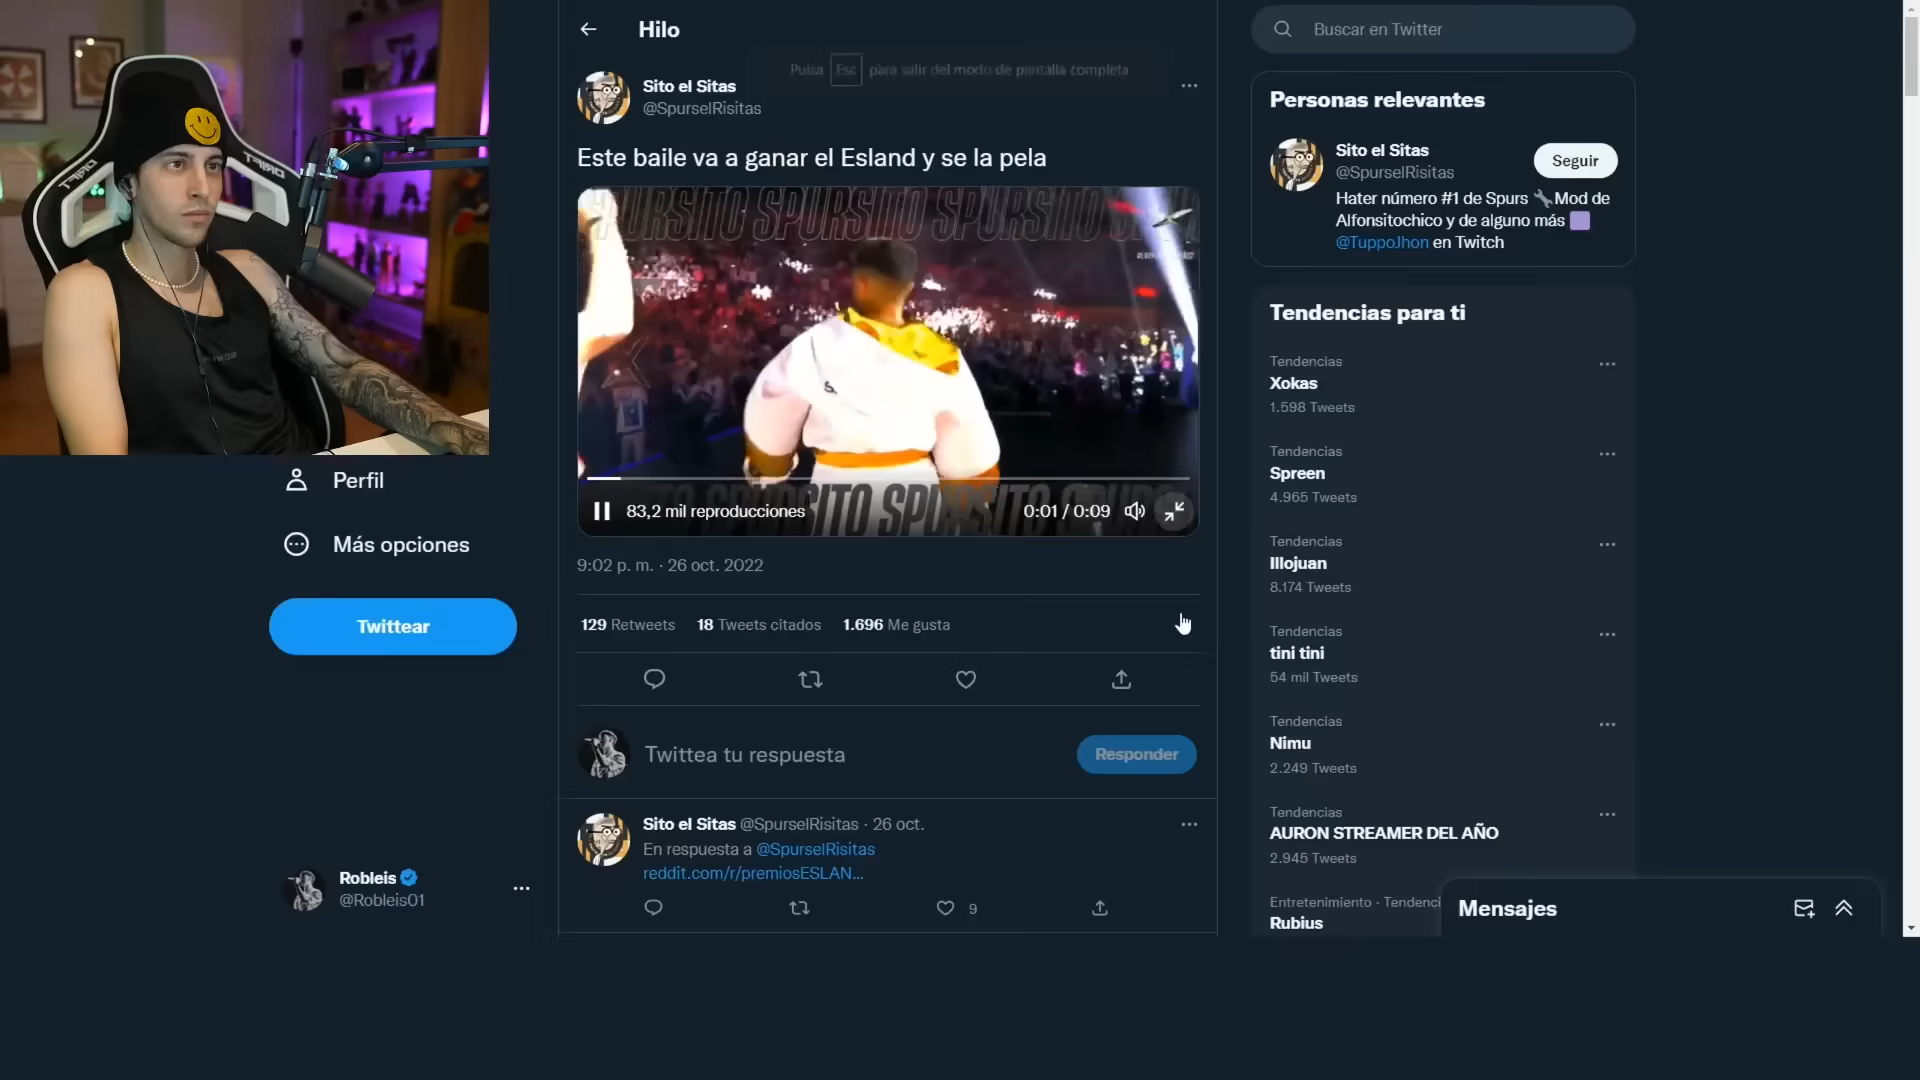 Hilo
Pulsa Esc para salir del modo de pantalla completa
Sito el Sitas
@SpurselRisitas
Este baile va a ganar el Esland y se la pela
SPURSITO SPURSITO SPURSITO
83,2 mil reproducciones
0:01 / 0:09
9:02 p. m. · 26 oct. 2022
129 Retweets 18 Tweets citados 1.696 Me gusta
Twittea tu respuesta
Responder
Sito el Sitas @SpurselRisitas · 26 oct.
En respuesta a @SpurselRisitas
reddit.com/r/premiosESLAN...
9
Perfil
Más opciones
Twittear
Robleis
@Robleis01
Buscar en Twitter
Personas relevantes
Sito el Sitas
@SpurselRisitas
Seguir
Hater número #1 de Spurs Mod de
Alfonsitochico y de alguno más
@TuppoJhon en Twitch
Tendencias para ti
Tendencias
Xokas
1.598 Tweets
Tendencias
Spreen
4.965 Tweets
Tendencias
Illojuan
8.174 Tweets
Tendencias
tini tini
54 mil Tweets
Tendencias
Nimu
2.249 Tweets
Tendencias
AURON STREAMER DEL AÑO
2.945 Tweets
Entretenimiento · Tendenci
Rubius
Mensajes
DRIFT
DRIFT